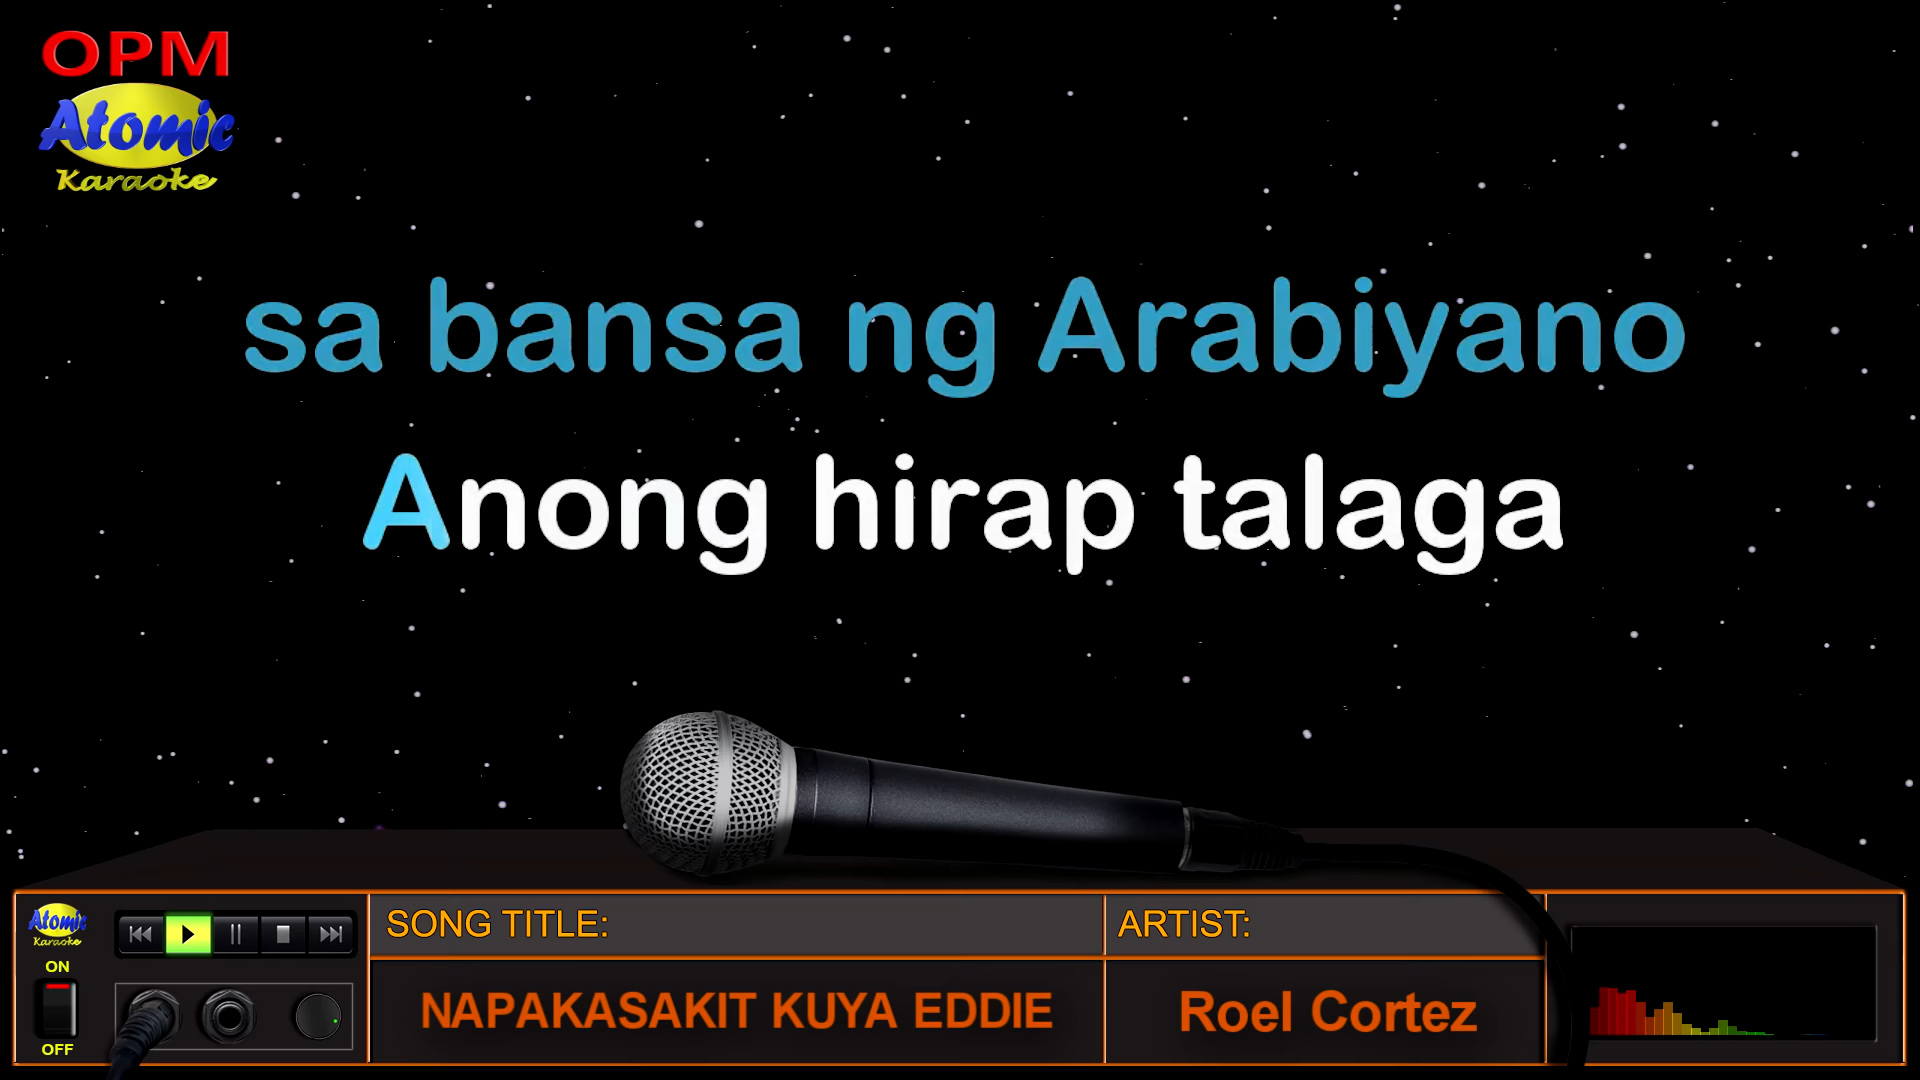 OPM
Atomic
Karaoke
sa bansa ng Arabiyano
Anong hirap talaga
Atomic
Karaoke
ON
OFF
SONG TITLE:
NAPAKASAKIT KUYA EDDIE
ARTIST:
Roel Cortez